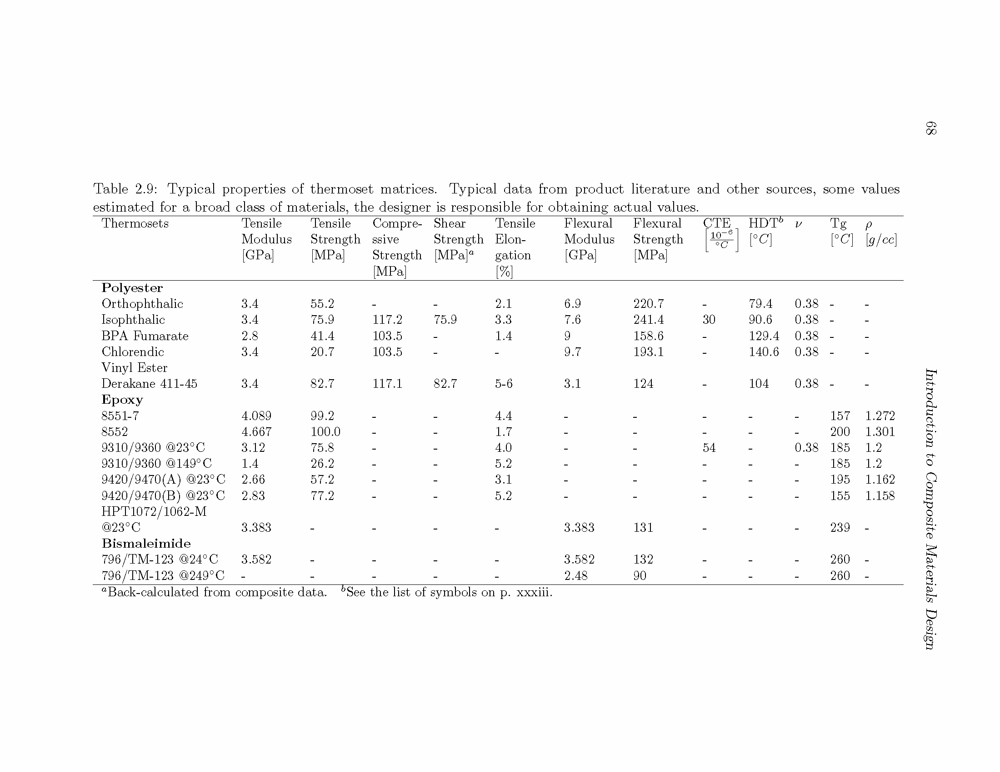 68
Introduction to Composite Materials Design
Table 2.9: Typical properties of thermoset matrices. Typical data from product literature and other sources, some values
estimated for a broad class of materials, the designer is responsible for obtaining actual values.
Thermosets Tensile Tensile Compre- Shear Tensile Flexural Flexural CTE HDTᵇ ν Tg ρ
Modulus Strength ssive Strength Elon- Modulus Strength [10⁻⁶/°C] [°C] [°C] [g/cc]
[GPa] [MPa] Strength [MPa]ᵃ gation [GPa] [MPa]
[MPa] [%]
Polyester
Orthophthalic 3.4 55.2 - - 2.1 6.9 220.7 - 79.4 0.38 - -
Isophthalic 3.4 75.9 117.2 75.9 3.3 7.6 241.4 30 90.6 0.38 - -
BPA Fumarate 2.8 41.4 103.5 - 1.4 9 158.6 - 129.4 0.38 - -
Chlorendic 3.4 20.7 103.5 - - 9.7 193.1 - 140.6 0.38 - -
Vinyl Ester
Derakane 411-45 3.4 82.7 117.1 82.7 5-6 3.1 124 - 104 0.38 - -
Epoxy
8551-7 4.089 99.2 - - 4.4 - - - - - 157 1.272
8552 4.667 100.0 - - 1.7 - - - - - 200 1.301
9310/9360 @23°C 3.12 75.8 - - 4.0 - - 54 - 0.38 185 1.2
9310/9360 @149°C 1.4 26.2 - - 5.2 - - - - - 185 1.2
9420/9470(A) @23°C 2.66 57.2 - - 3.1 - - - - - 195 1.162
9420/9470(B) @23°C 2.83 77.2 - - 5.2 - - - - - 155 1.158
HPT1072/1062-M
@23°C 3.383 - - - - 3.383 131 - - - 239 -
Bismaleimide
796/TM-123 @24°C 3.582 - - - - 3.582 132 - - - 260 -
796/TM-123 @249°C - - - - - 2.48 90 - - - 260 -
ᵃBack-calculated from composite data. ᵇSee the list of symbols on p. xxxiii.